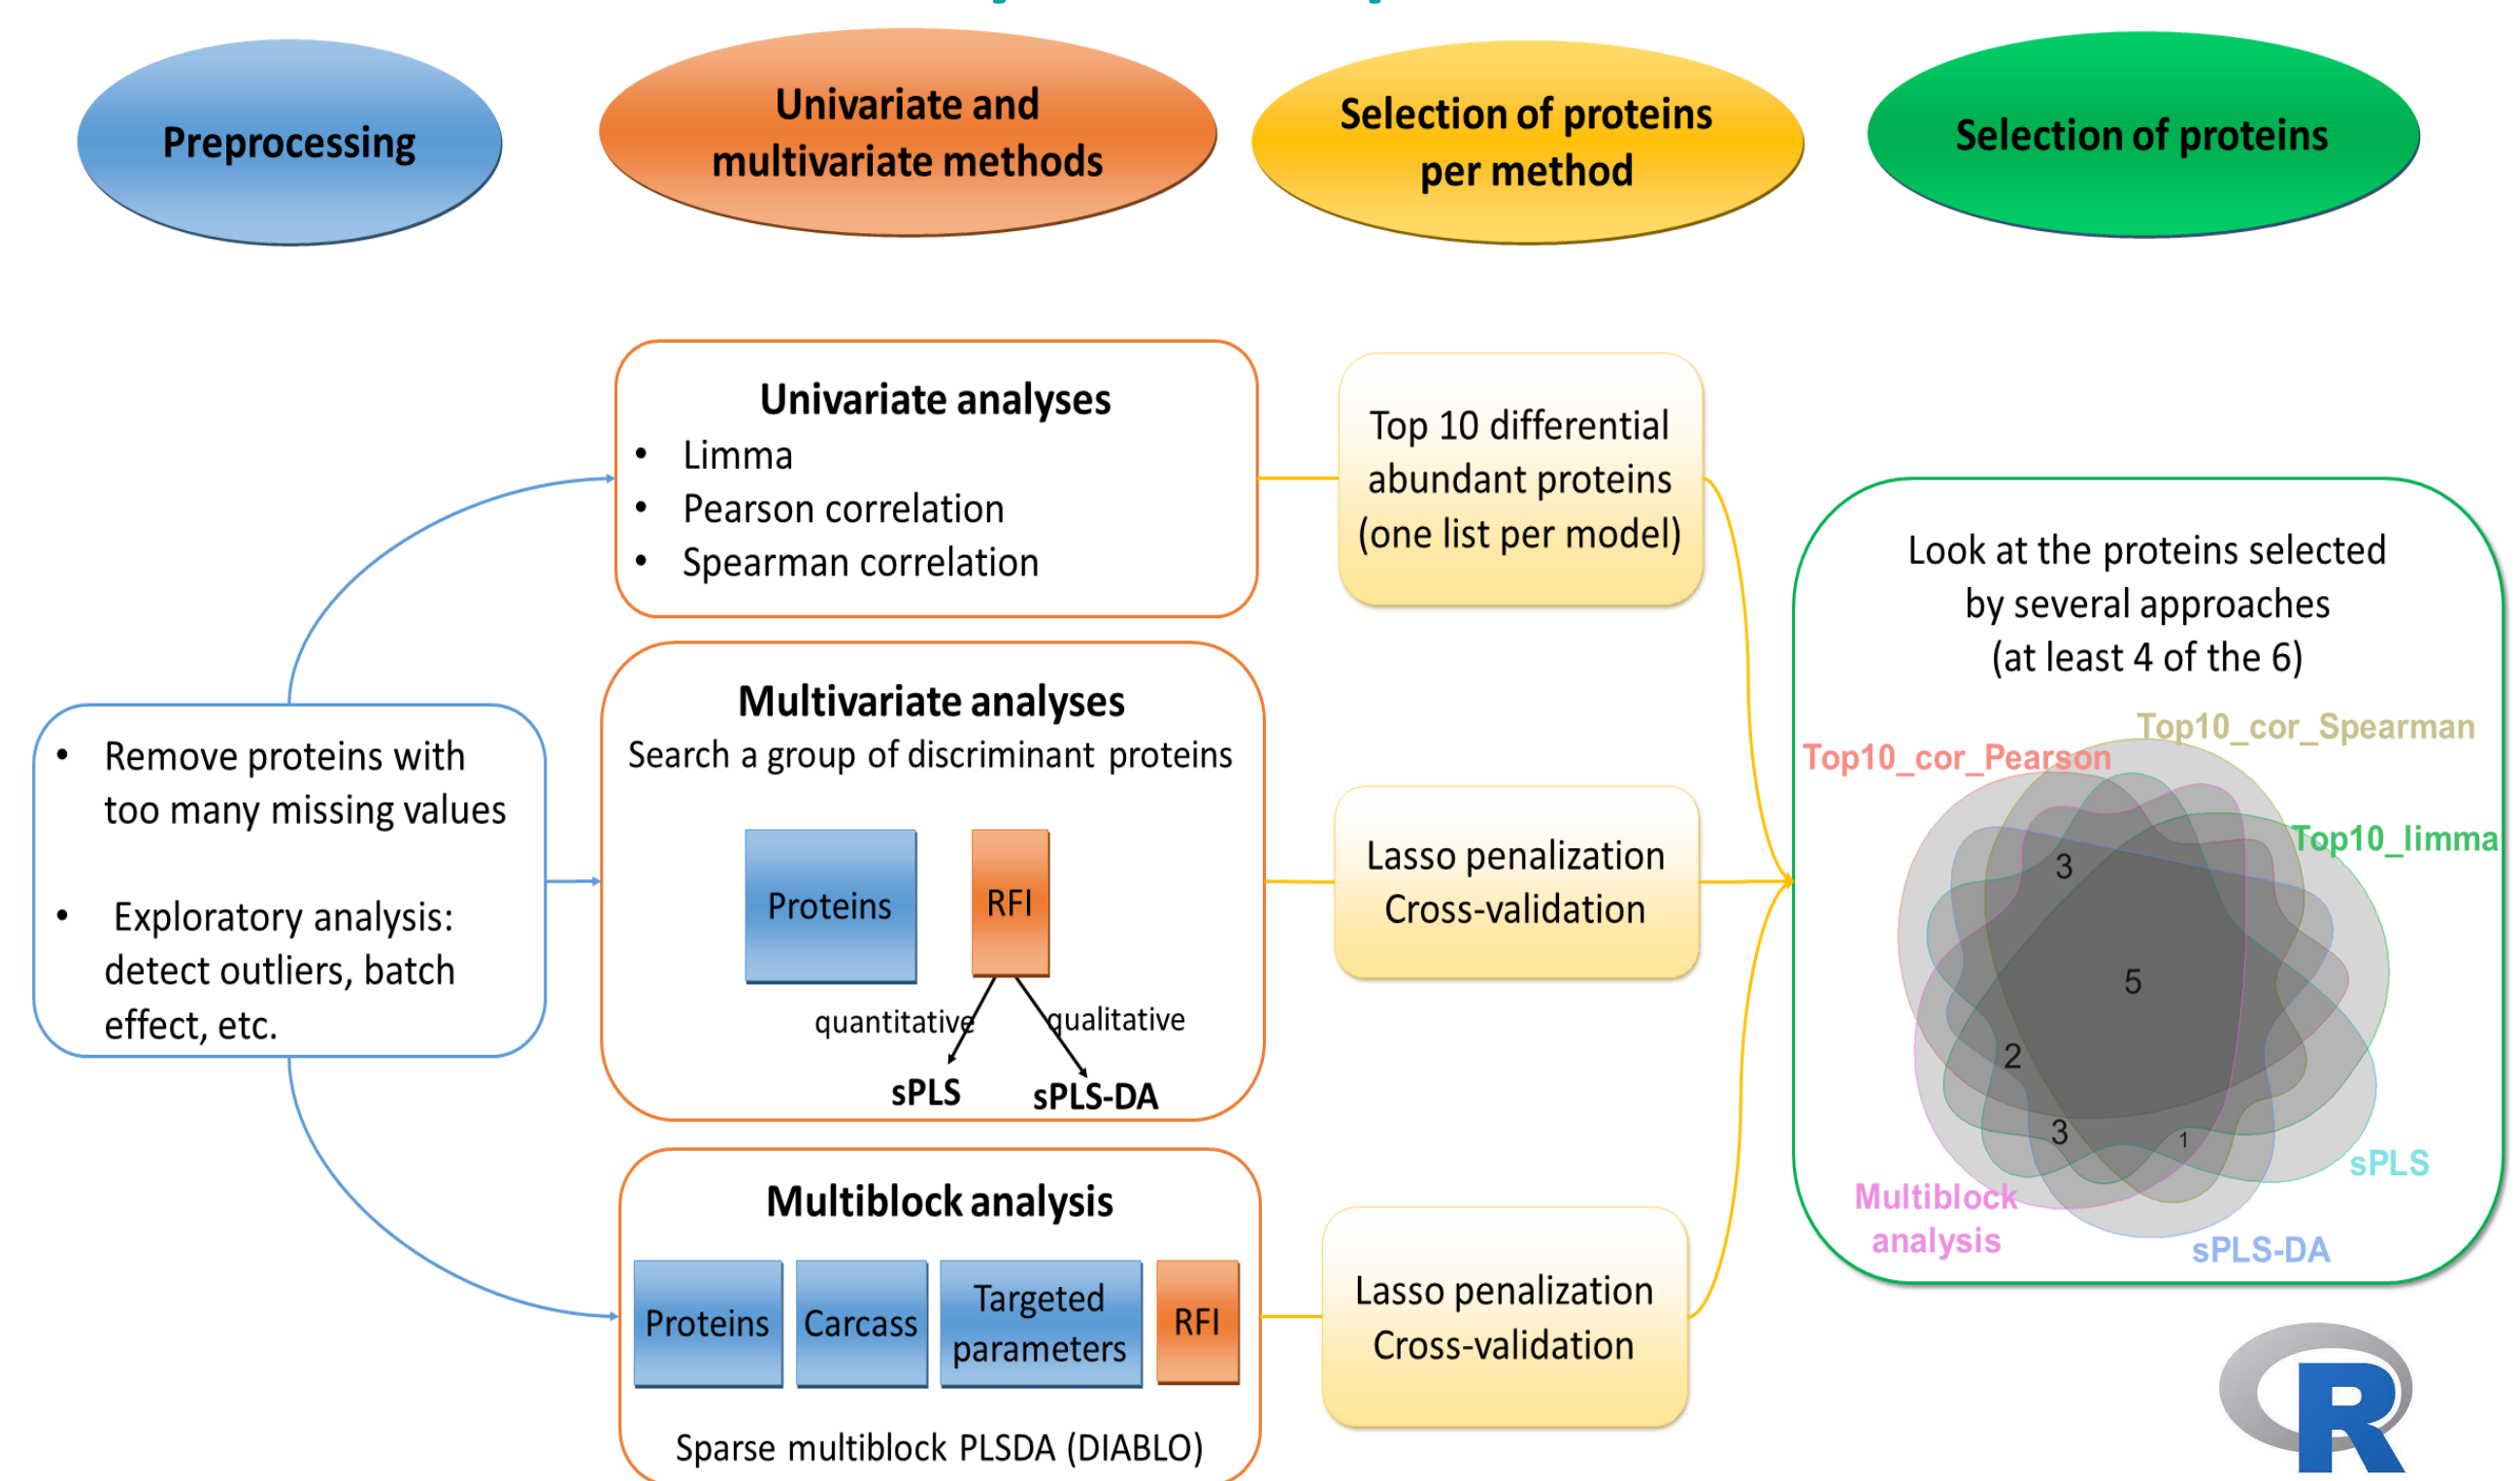 Preprocessing
Univariate and
multivariate methods
Selection of proteins
per method
Selection of proteins
• Remove proteins with
too many missing values
• Exploratory analysis:
detect outliers, batch
effect, etc.
Univariate analyses
• Limma
• Pearson correlation
• Spearman correlation
Multivariate analyses
Search a group of discriminant proteins
Proteins
RFI
quantitative
qualitative
sPLS
sPLS-DA
Multiblock analysis
Proteins
Carcass
Targeted
parameters
RFI
Sparse multiblock PLSDA (DIABLO)
Top 10 differential
abundant proteins
(one list per model)
Lasso penalization
Cross-validation
Lasso penalization
Cross-validation
Look at the proteins selected
by several approaches
(at least 4 of the 6)
Top10_cor_Spearman
Top10_cor_Pearson
Top10_limma
3
5
2
3
1
sPLS
Multiblock
analysis
sPLS-DA
R